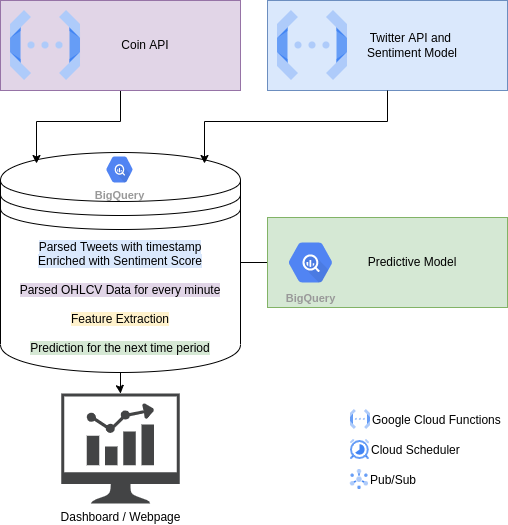 Coin API
Twitter API and
Sentiment Model
BigQuery
Parsed Tweets with timestamp
Enriched with Sentiment Score
Parsed OHLCV Data for every minute
Feature Extraction
Prediction for the next time period
Predictive Model
BigQuery
Dashboard / Webpage
Google Cloud Functions
Cloud Scheduler
Pub/Sub